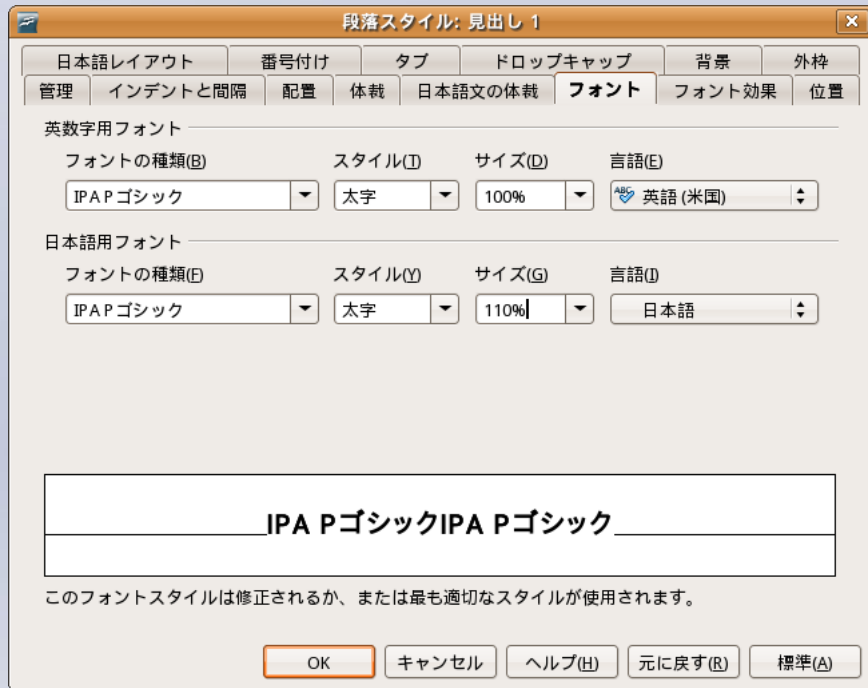 段落スタイル: 見出し 1
日本語レイアウト 番号付け タブ ドロップキャップ 背景 外枠
管理 インデントと間隔 配置 体裁 日本語文の体裁 フォント フォント効果 位置
英数字用フォント
フォントの種類(B) スタイル(T) サイズ(D) 言語(E)
IPA Pゴシック 太字 100% ABC 英語 (米国)
日本語用フォント
フォントの種類(F) スタイル(Y) サイズ(G) 言語(I)
IPA Pゴシック 太字 110% 日本語
IPA PゴシックIPA Pゴシック
このフォントスタイルは修正されるか、または最も適切なスタイルが使用されます。
OK キャンセル ヘルプ(H) 元に戻す(R) 標準(A)